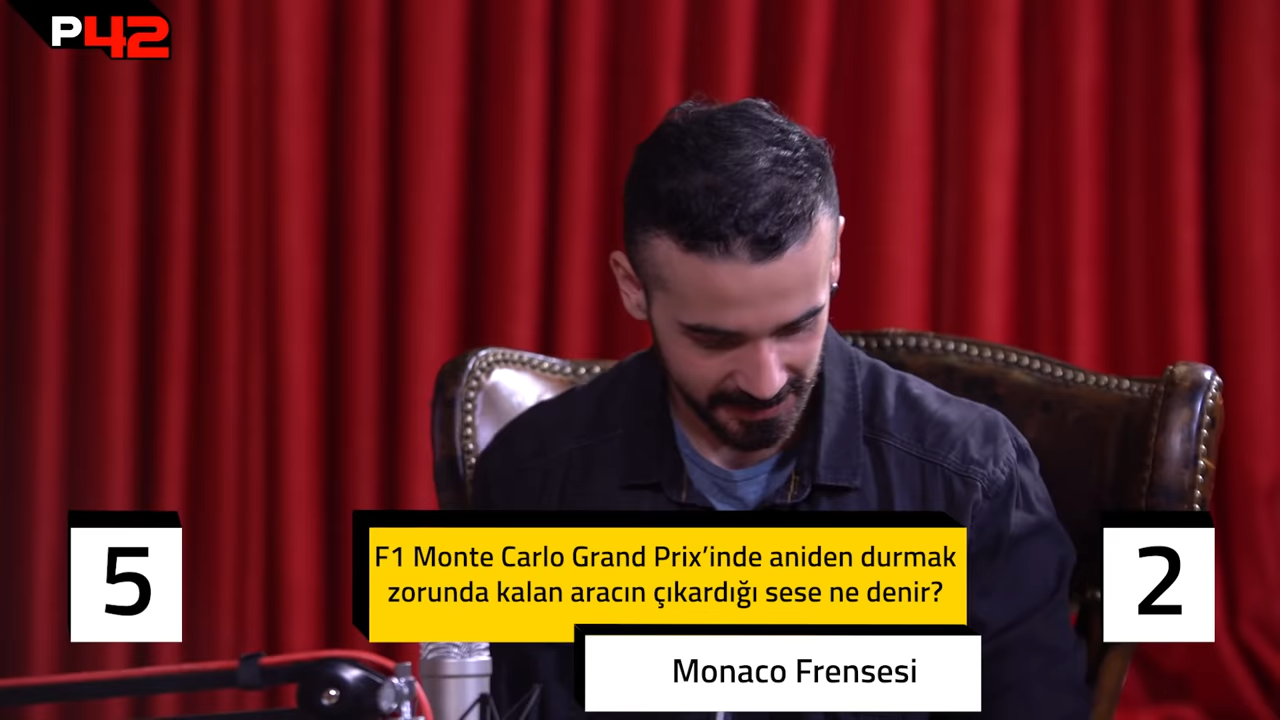 P42
5
F1 Monte Carlo Grand Prix’inde aniden durmak
zorunda kalan aracın çıkardığı sese ne denir?
2
Monaco Frensesi